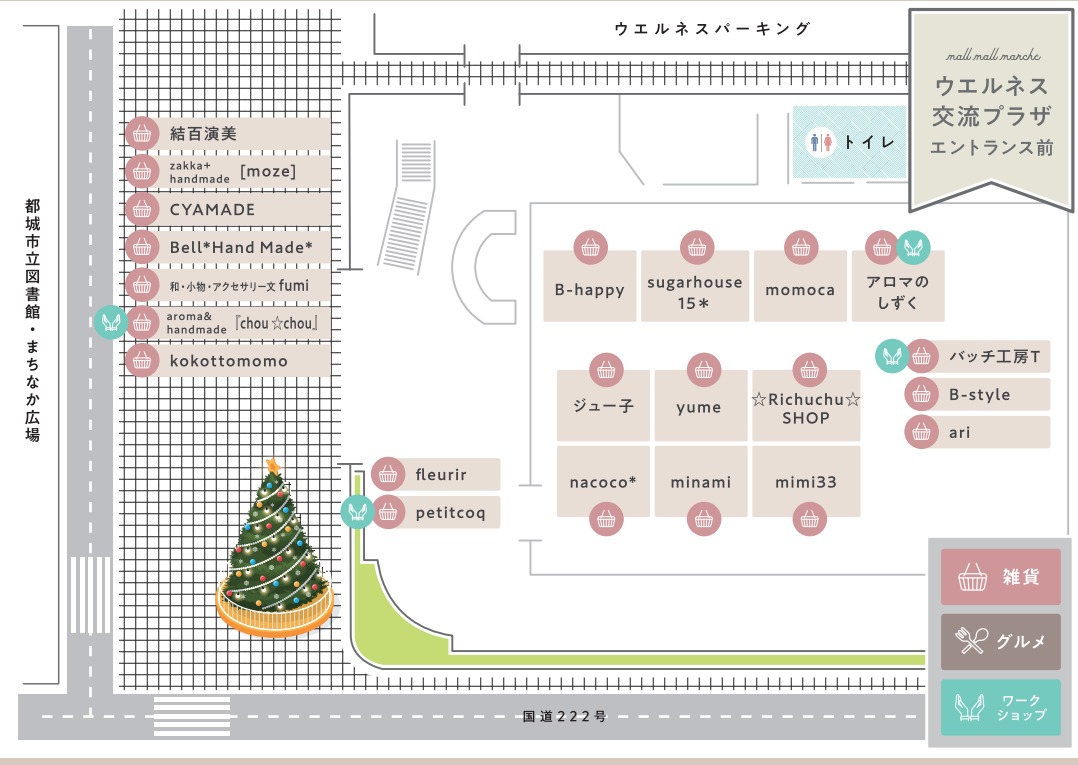 ウエルネスパーキング
mall mall marche
ウエルネス
交流プラザ
エントランス前
トイレ
都城市立図書館・まちなか広場
結百演美
zakka+
handmade [moze]
CYAMADE
Bell*Hand Made*
和・小物・アクセサリー文 fumi
aroma&
handmade 『chou☆chou』
kokottomomo
B-happy
sugarhouse
15*
momoca
アロマの
しずく
バッチ工房T
B-style
ari
ジュー子
yume
☆Richuchu☆
SHOP
nacoco*
minami
mimi33
fleurir
petitcoq
雑貨
グルメ
ワーク
ショップ
国道222号